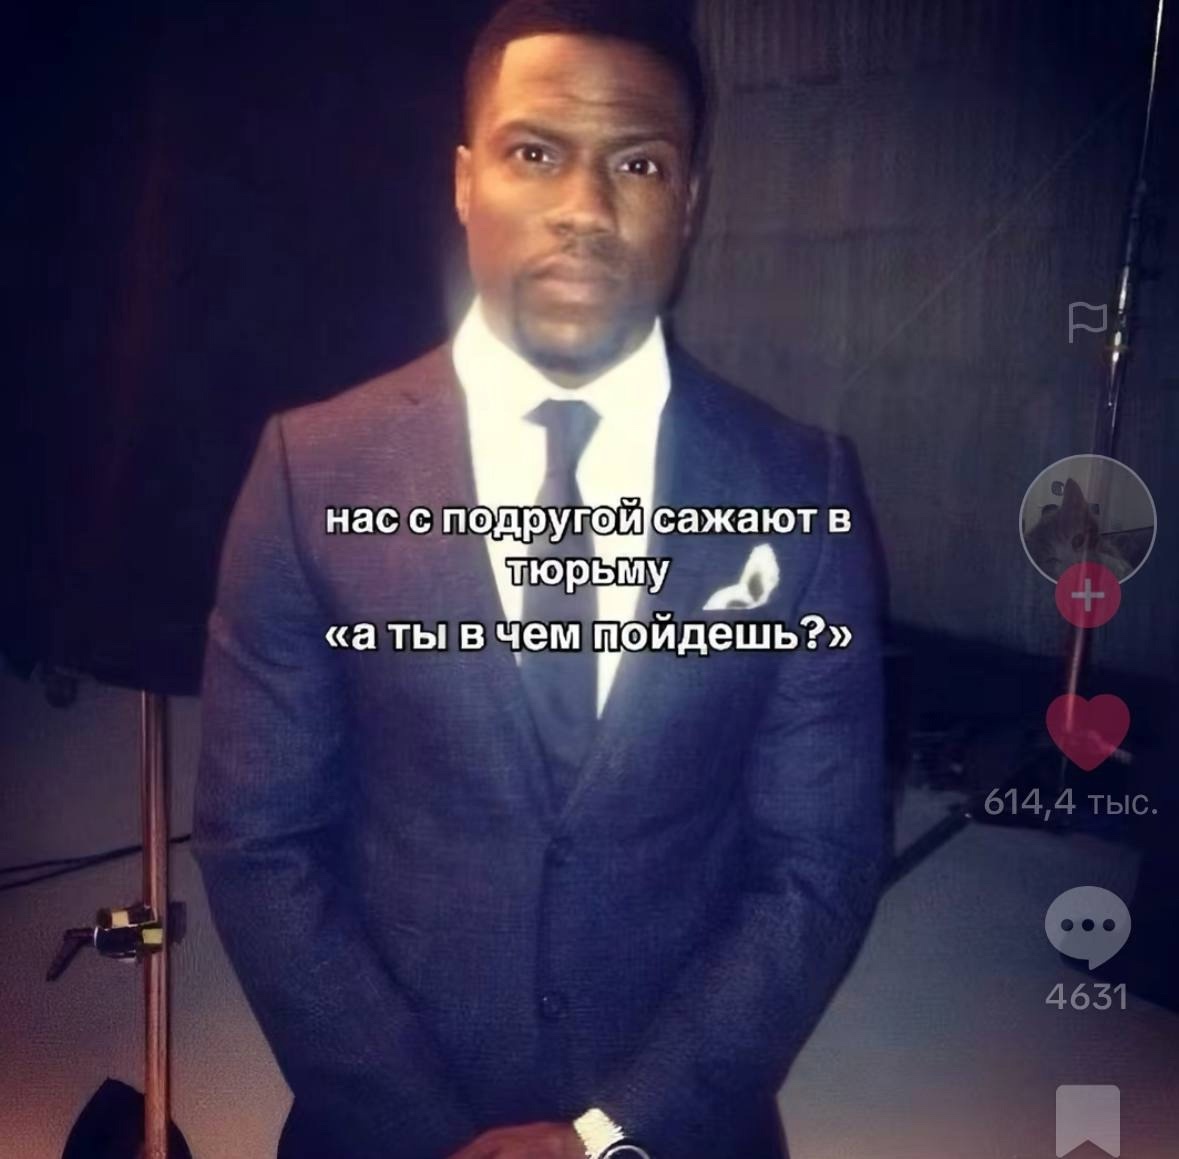 нас с подругой сажают в
тюрьму
«а ты в чем пойдешь?»
614,4 тыс.
4631